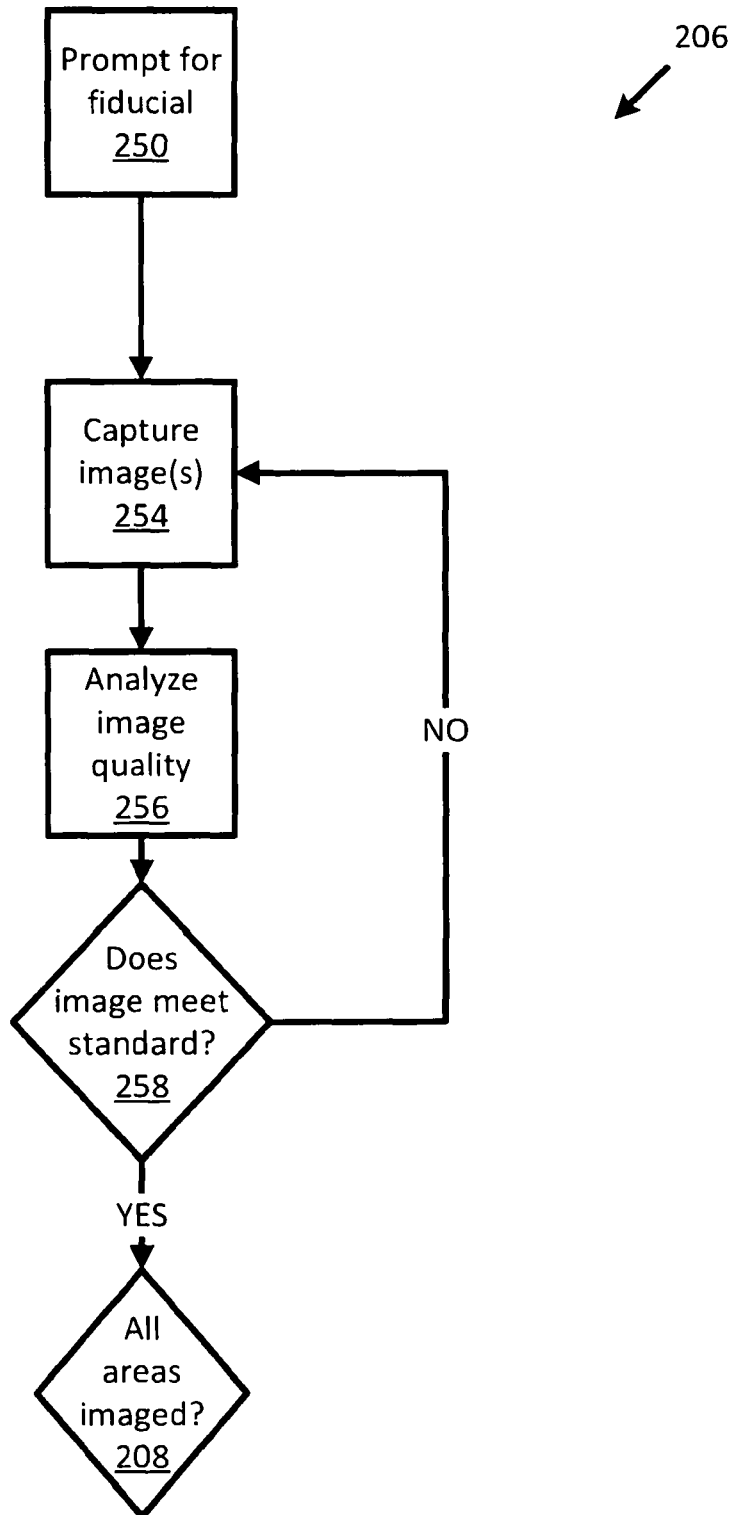 206
Prompt for
fiducial
250
Capture
image(s)
254
Analyze
image
quality
256
NO
Does
image meet
standard?
258
YES
All
areas
imaged?
208